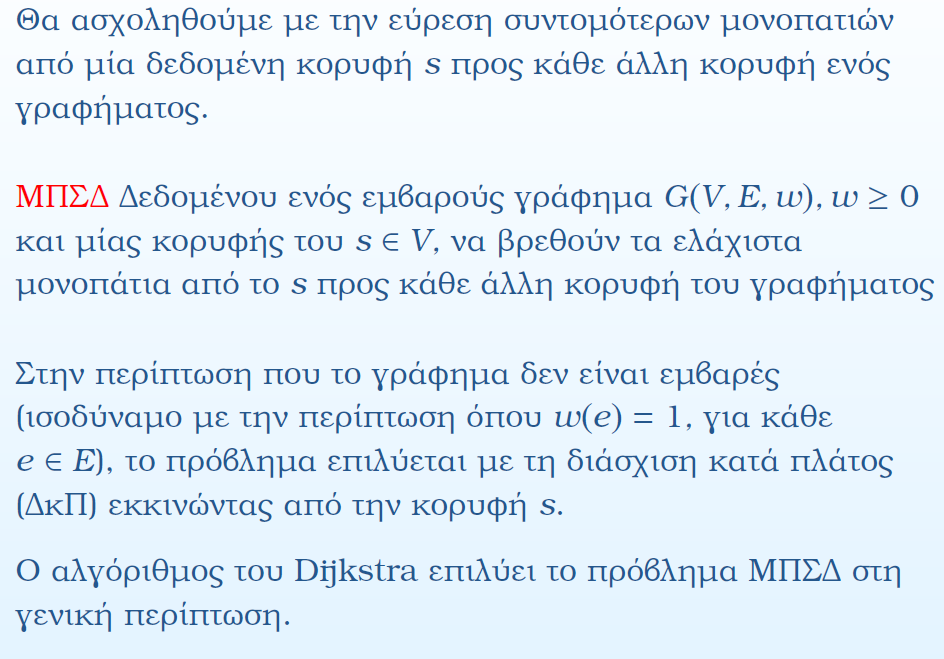 Θα ασχοληθούμε με την εύρεση συντομότερων μονοπατιών
από μία δεδομένη κορυφή s προς κάθε άλλη κορυφή ενός
γραφήματος.
ΜΠΣΔ Δεδομένου ενός εμβαρούς γράφημα G(V, E, w), w ≥ 0
και μίας κορυφής του s ∈ V, να βρεθούν τα ελάχιστα
μονοπάτια από το s προς κάθε άλλη κορυφή του γραφήματος
Στην περίπτωση που το γράφημα δεν είναι εμβαρές
(ισοδύναμο με την περίπτωση όπου w(e) = 1, για κάθε
e ∈ E), το πρόβλημα επιλύεται με τη διάσχιση κατά πλάτος
(ΔκΠ) εκκινώντας από την κορυφή s.
Ο αλγόριθμος του Dijkstra επιλύει το πρόβλημα ΜΠΣΔ στη
γενική περίπτωση.